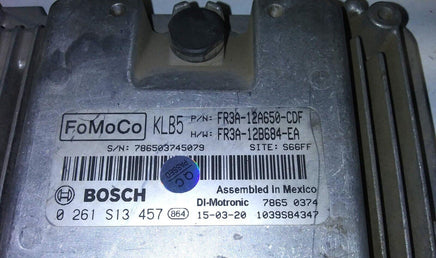 FoMoCo KLB5 P/N: FR3A-12A650-CDF
H/W: FR3A-12B684-EA
S/N: 786503745079 SITE: S66FF
QC
BOSCH Assembled in Mexico
DI-Motronic 7865 0374
0 261 S13 457 864 15-03-20 1039S84347